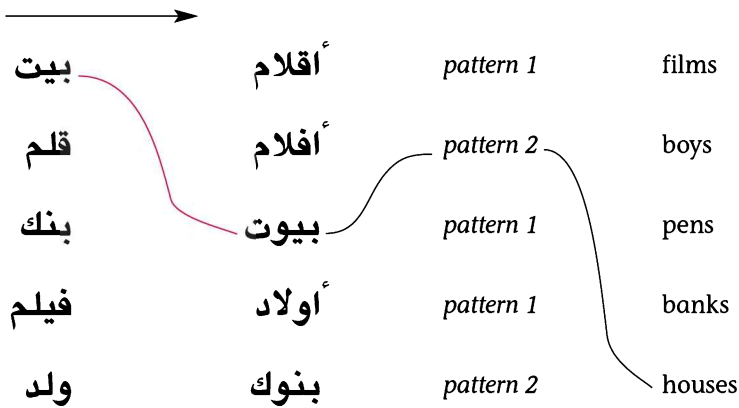 بيت أقلام pattern 1 films
قلم أفلام pattern 2 boys
بنك بيوت pattern 1 pens
فيلم أولاد pattern 1 banks
ولد بنوك pattern 2 houses